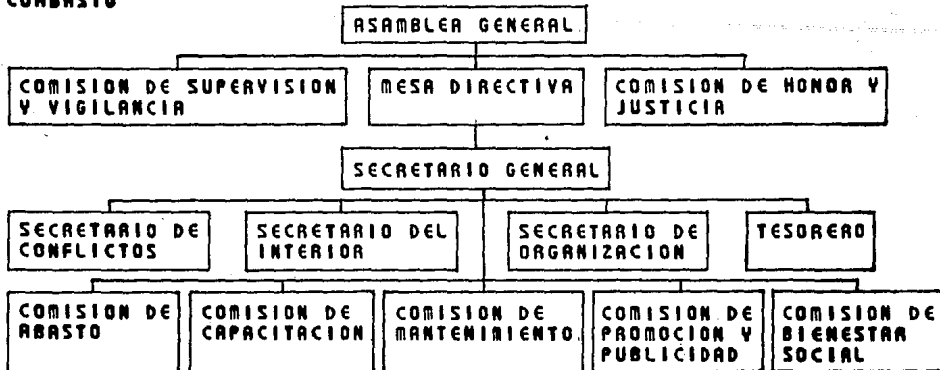 COABASTO
ASAMBLEA GENERAL
COMISION DE SUPERVISION
Y VIGILANCIA
MESA DIRECTIVA
COMISION DE HONOR Y
JUSTICIA
SECRETARIO GENERAL
SECRETARIO DE
CONFLICTOS
SECRETARIO DEL
INTERIOR
SECRETARIO DE
ORGANIZACION
TESORERO
COMISION DE
ABASTO
COMISION DE
CAPACITACION
COMISION DE
MANTENIMIENTO
COMISION DE
PROMOCION Y
PUBLICIDAD
COMISION DE
BIENESTAR
SOCIAL